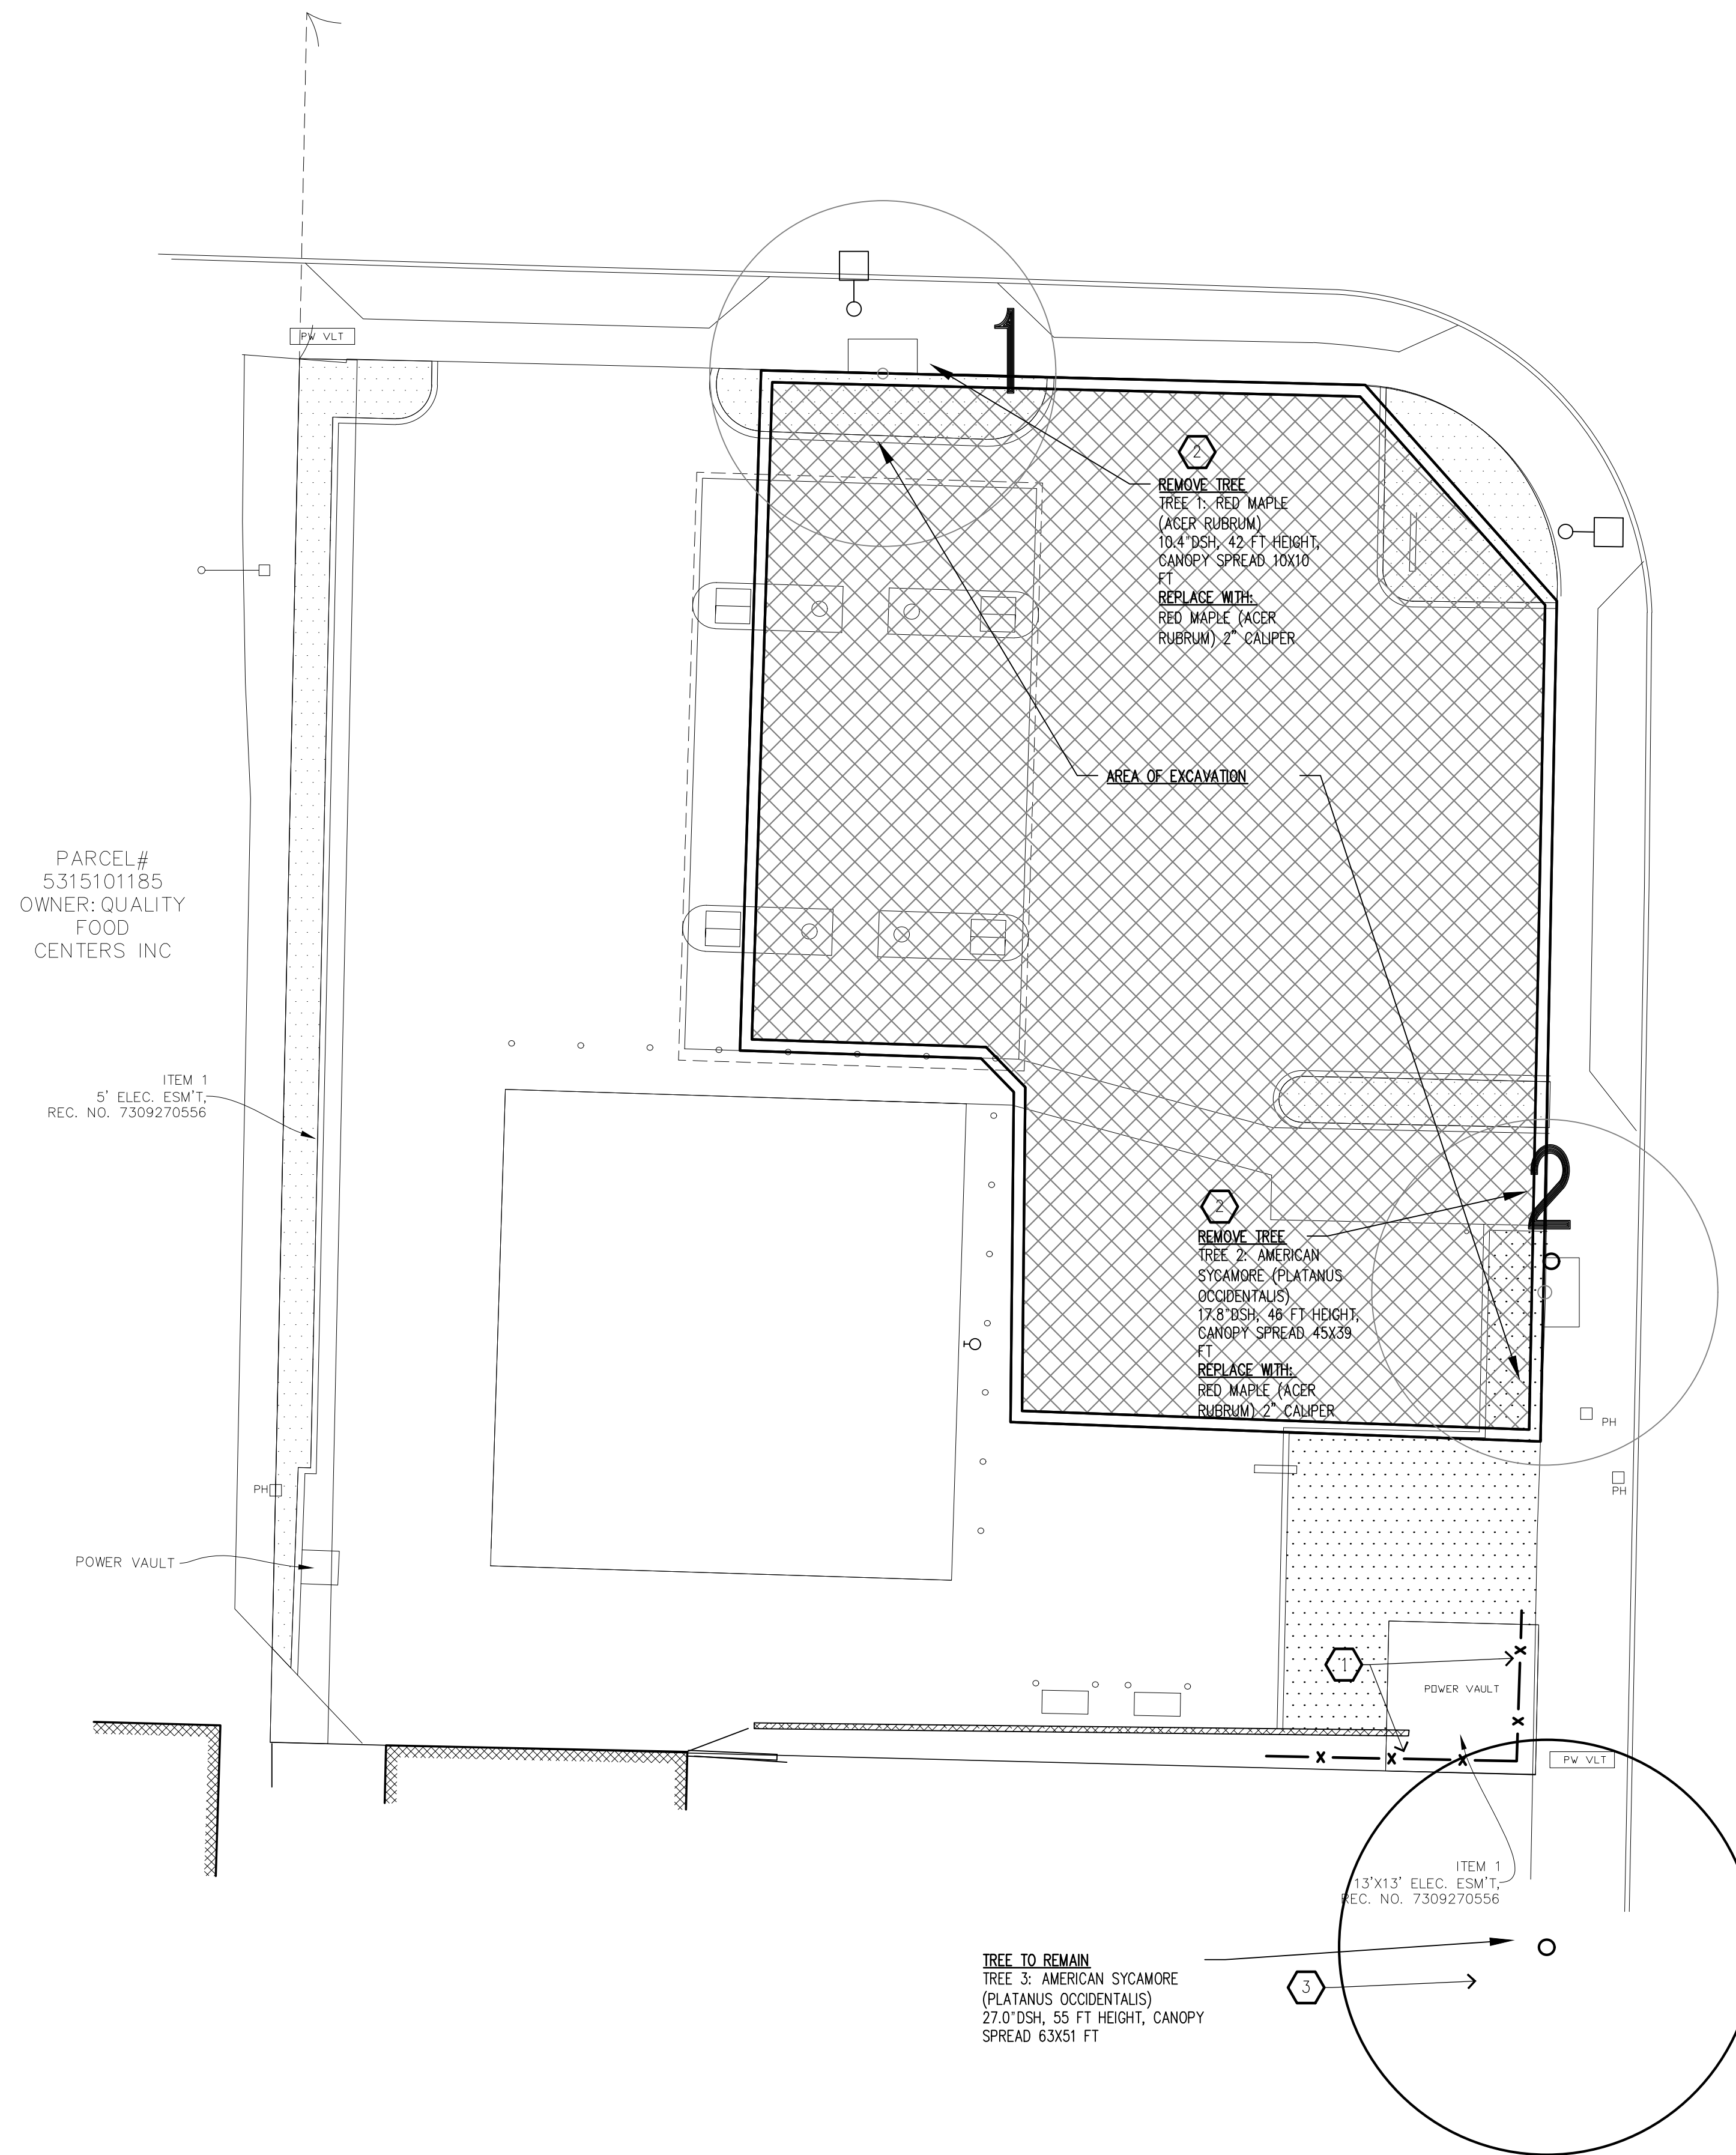 PW VLT
1
2
REMOVE TREE
TREE 1: RED MAPLE
(ACER RUBRUM)
10.4"DSH, 42 FT HEIGHT,
CANOPY SPREAD 10X10
FT
REPLACE WITH:
RED MAPLE (ACER
RUBRUM) 2" CALIPER
AREA OF EXCAVATION
PARCEL#
5315101185
OWNER: QUALITY
FOOD
CENTERS INC
ITEM 1
5' ELEC. ESM'T,
REC. NO. 7309270556
2
2
REMOVE TREE
TREE 2: AMERICAN
SYCAMORE (PLATANUS
OCCIDENTALIS)
17.8"DSH, 46 FT HEIGHT,
CANOPY SPREAD 45X39
FT
REPLACE WITH:
RED MAPLE (ACER
RUBRUM) 2" CALIPER
PH
PH
PH
POWER VAULT
1
POWER VAULT
PW VLT
ITEM 1
13'X13' ELEC. ESM'T,
REC. NO. 7309270556
TREE TO REMAIN
TREE 3: AMERICAN SYCAMORE
(PLATANUS OCCIDENTALIS)
27.0"DSH, 55 FT HEIGHT, CANOPY
SPREAD 63X51 FT
3